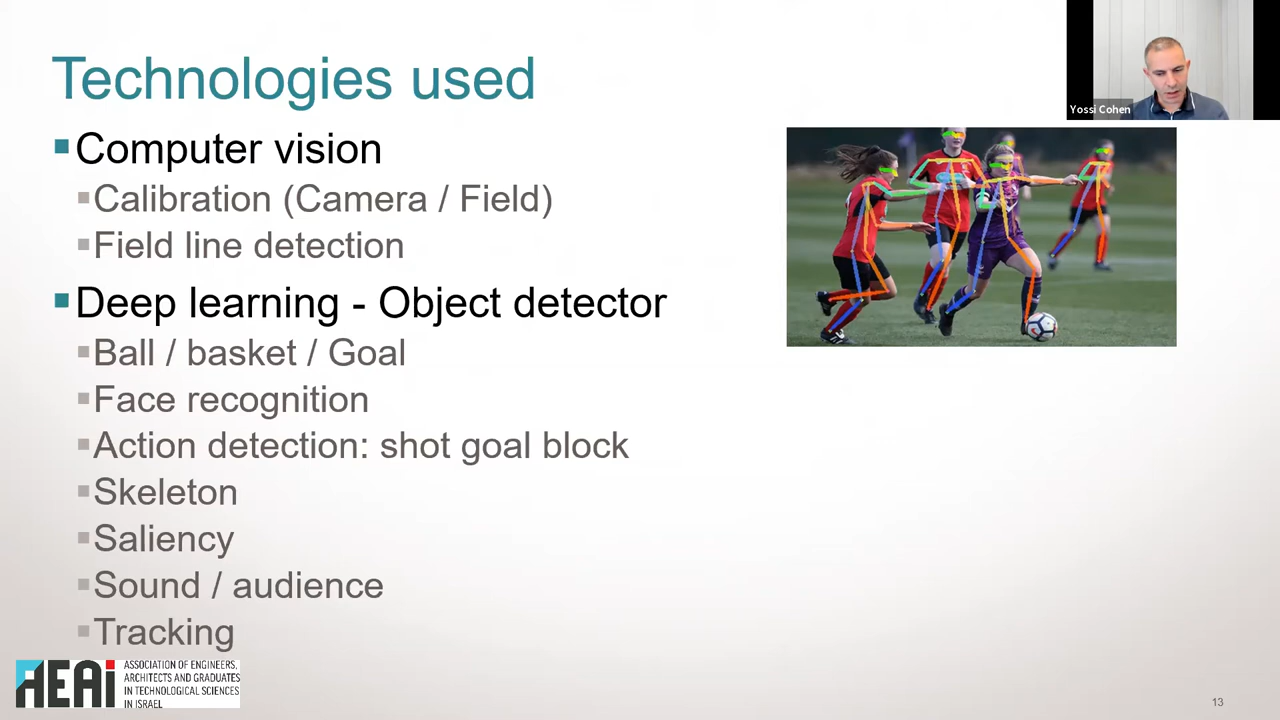 Technologies used
Yossi Cohen
Computer vision
Calibration (Camera / Field)
Field line detection
Deep learning - Object detector
Ball / basket / Goal
Face recognition
Action detection: shot goal block
Skeleton
Saliency
Sound / audience
Tracking
AEAi
ASSOCIATION OF ENGINEERS,
ARCHITECTS AND GRADUATES
IN TECHNOLOGICAL SCIENCES
IN ISRAEL
13